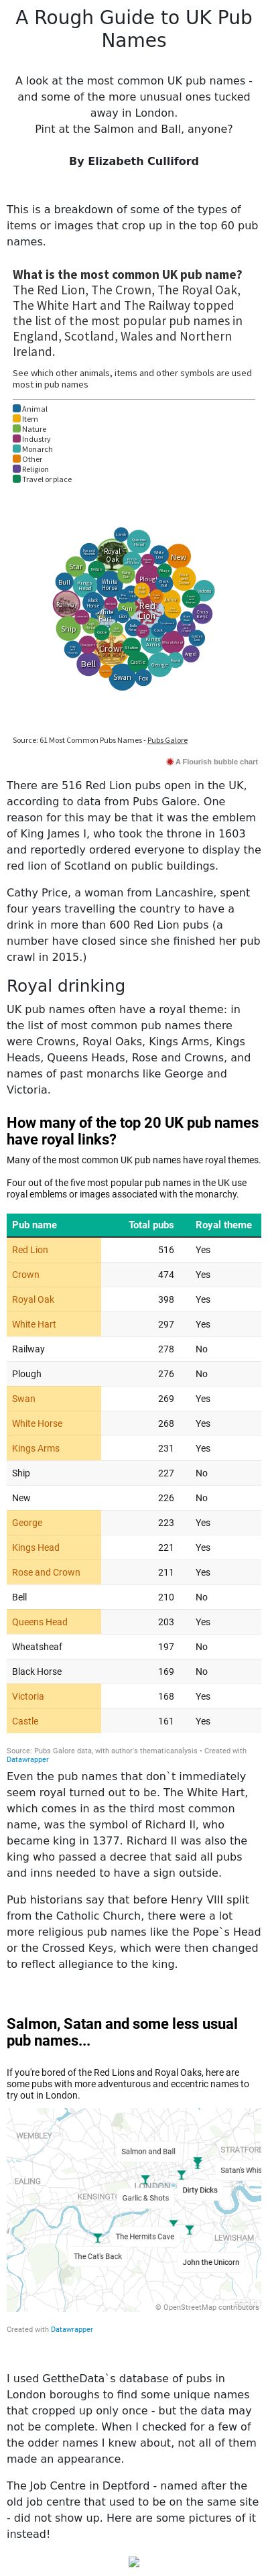 A Rough Guide to UK Pub
Names
A look at the most common UK pub names -
and some of the more unusual ones tucked
away in London.
Pint at the Salmon and Ball, anyone?
By Elizabeth Culliford
This is a breakdown of some of the types of
items or images that crop up in the top 60 pub
names.
What is the most common UK pub name?
The Red Lion, The Crown, The Royal Oak,
The White Hart and The Railway topped
the list of the most popular pub names in
England, Scotland, Wales and Northern
Ireland.
See which other animals, items and other symbols are used
most in pub names
Animal
Item
Nature
Industry
Monarch
Other
Religion
Travel or place
Royal
Oak
New
Star
Plough
Bull
Kings
Head
White
Horse
Victoria
Black
Horse
Sun
Red
Lion
Railway
Ship
Kings
Arms
Crown
Castle
George
Angel
Bell
Swan
Fox
Source: 61 Most Common Pubs Names - Pubs Galore
A Flourish bubble chart
There are 516 Red Lion pubs open in the UK,
according to data from Pubs Galore. One
reason for this may be that it was the emblem
of King James I, who took the throne in 1603
and reportedly ordered everyone to display the
red lion of Scotland on public buildings.
Cathy Price, a woman from Lancashire, spent
four years travelling the country to have a
drink in more than 600 Red Lion pubs (a
number have closed since she finished her pub
crawl in 2015.)
Royal drinking
UK pub names often have a royal theme: in
the list of most common pub names there
were Crowns, Royal Oaks, Kings Arms, Kings
Heads, Queens Heads, Rose and Crowns, and
names of past monarchs like George and
Victoria.
How many of the top 20 UK pub names
have royal links?
Many of the most common UK pub names have royal themes.
Four out of the five most popular pub names in the UK use
royal emblems or images associated with the monarchy.
Pub name Total pubs Royal theme
Red Lion 516 Yes
Crown 474 Yes
Royal Oak 398 Yes
White Hart 297 Yes
Railway 278 No
Plough 276 No
Swan 269 Yes
White Horse 268 Yes
Kings Arms 231 Yes
Ship 227 No
New 226 No
George 223 Yes
Kings Head 221 Yes
Rose and Crown 211 Yes
Bell 210 No
Queens Head 203 Yes
Wheatsheaf 197 No
Black Horse 169 No
Victoria 168 Yes
Castle 161 Yes
Source: Pubs Galore data, with author's thematicanalysis • Created with
Datawrapper
Even the pub names that don`t immediately
seem royal turned out to be. The White Hart,
which comes in as the third most common
name, was the symbol of Richard II, who
became king in 1377. Richard II was also the
king who passed a decree that said all pubs
and inns needed to have a sign outside.
Pub historians say that before Henry VIII split
from the Catholic Church, there were a lot
more religious pub names like the Pope`s Head
or the Crossed Keys, which were then changed
to reflect allegiance to the king.
Salmon, Satan and some less usual
pub names...
If you're bored of the Red Lions and Royal Oaks, here are
some pubs with more adventurous and eccentric names to
try out in London.
WEMBLEY
Salmon and Ball
STRATFORD
EALING
Satan's Whis
LONDON
Dirty Dicks
KENSINGT
Garlic & Shots
The Hermits Cave
LEWISHAM
The Cat's Back
John the Unicorn
© OpenStreetMap contributors
Created with Datawrapper
I used GettheData`s database of pubs in
London boroughs to find some unique names
that cropped up only once - but the data may
not be complete. When I checked for a few of
the odder names I knew about, not all of them
made an appearance.
The Job Centre in Deptford - named after the
old job centre that used to be on the same site
- did not show up. Here are some pictures of it
instead!